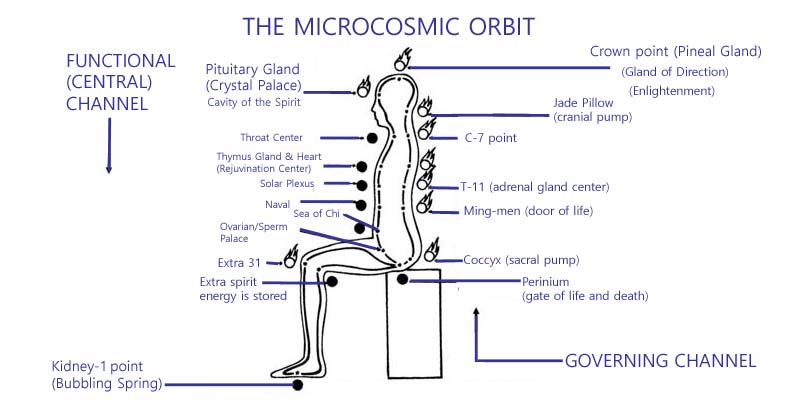 THE MICROCOSMIC ORBIT
FUNCTIONAL
(CENTRAL)
CHANNEL
Pituitary Gland
(Crystal Palace)
Cavity of the Spirit
Throat Center
Thymus Gland & Heart
(Rejuvination Center)
Solar Plexus
Naval
Sea of Chi
Ovarian/Sperm
Palace
Extra 31
Extra spirit
energy is stored
Kidney-1 point
(Bubbling Spring)
Crown point (Pineal Gland)
(Gland of Direction)
(Enlightenment)
Jade Pillow
(cranial pump)
C-7 point
T-11 (adrenal gland center)
Ming-men (door of life)
Coccyx (sacral pump)
Perinium
(gate of life and death)
GOVERNING CHANNEL